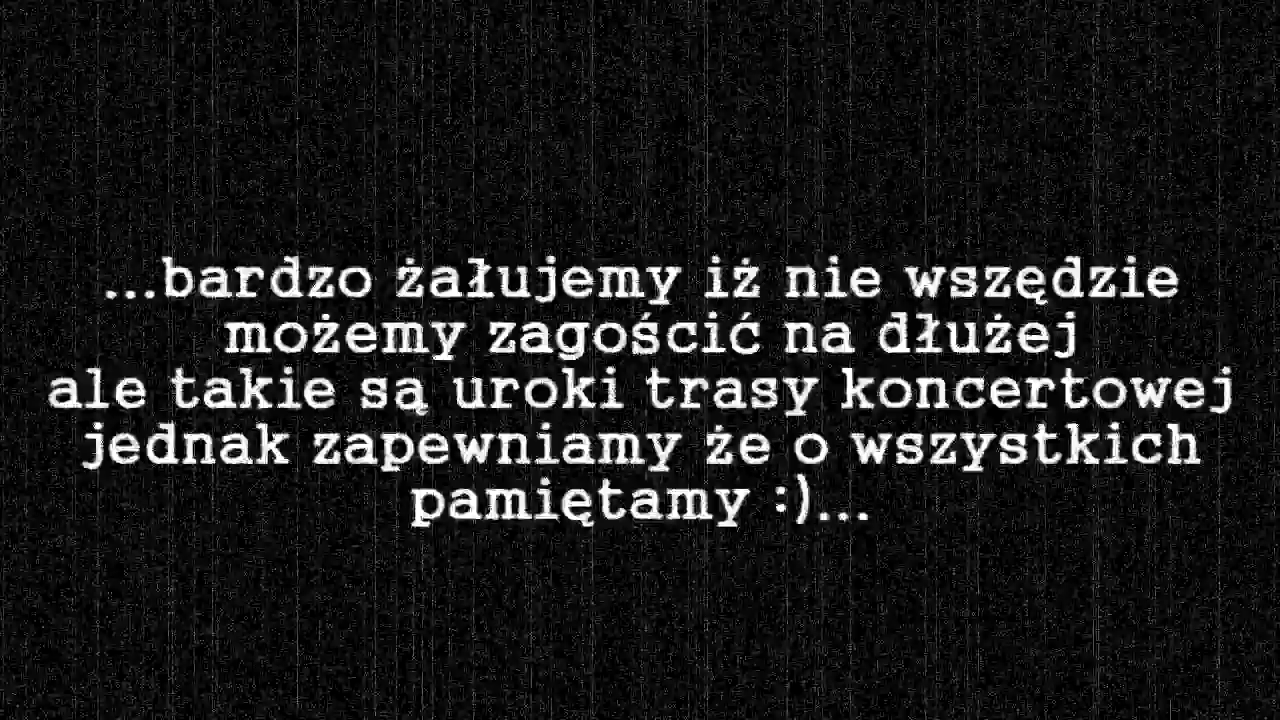 ...bardzo żałujemy iż nie wszędzie
możemy zagościć na dłużej
ale takie są uroki trasy koncertowej
jednak zapewniamy że o wszystkich
pamiętamy :)...